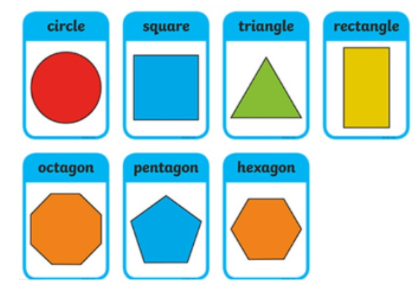 circle
square
triangle
rectangle
octagon
pentagon
hexagon